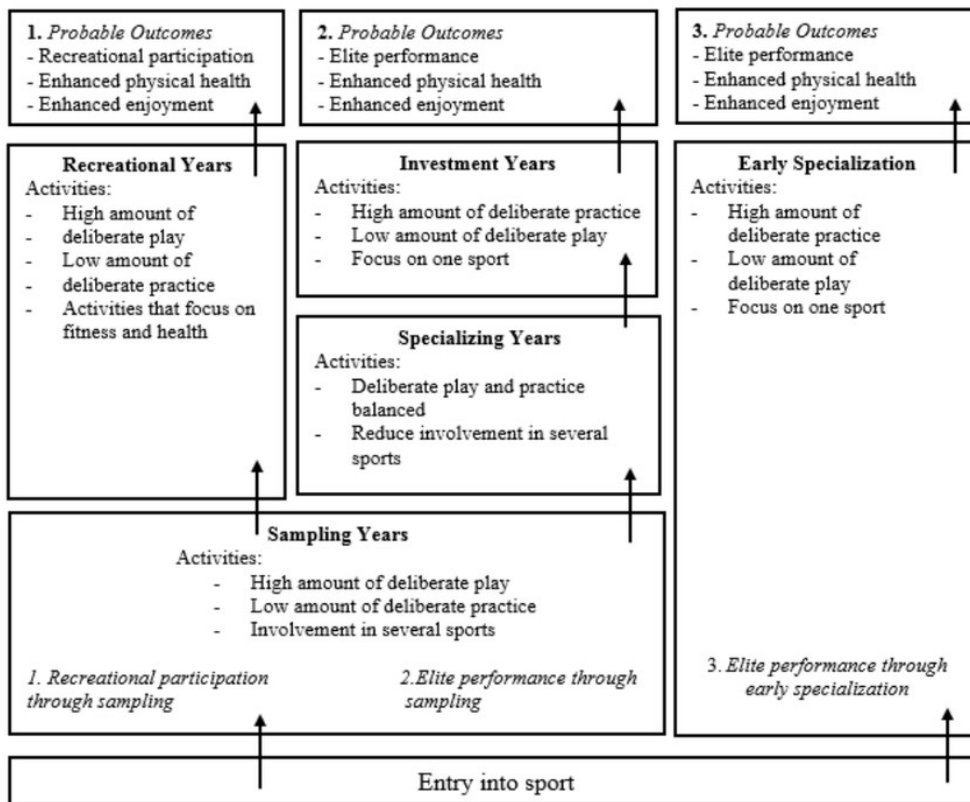 1. Probable Outcomes
- Recreational participation
- Enhanced physical health
- Enhanced enjoyment
2. Probable Outcomes
- Elite performance
- Enhanced physical health
- Enhanced enjoyment
3. Probable Outcomes
- Elite performance
- Enhanced physical health
- Enhanced enjoyment
Recreational Years
Activities:
- High amount of
- deliberate play
- Low amount of
- deliberate practice
- Activities that focus on
fitness and health
Investment Years
Activities:
- High amount of deliberate practice
- Low amount of deliberate play
- Focus on one sport
Early Specialization
Activities:
- High amount of
deliberate practice
- Low amount of
deliberate play
- Focus on one sport
Specializing Years
Activities:
- Deliberate play and practice
balanced
- Reduce involvement in several
sports
Sampling Years
Activities:
- High amount of deliberate play
- Low amount of deliberate practice
- Involvement in several sports
1. Recreational participation
through sampling
2.Elite performance through
sampling
3. Elite performance through
early specialization
Entry into sport